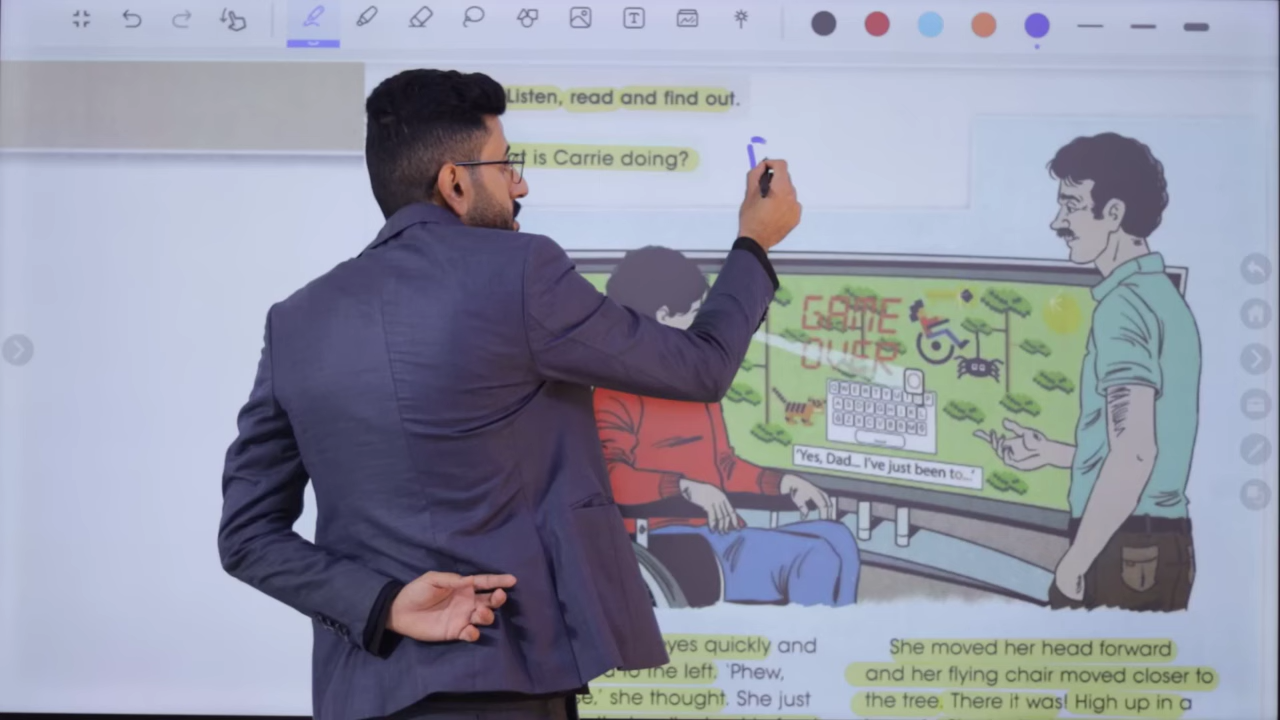 T
Listen, read and find out.
is Carrie doing?
GAME
OVER
'Yes, Dad... I've just been to...'
quickly and
to the left. 'Phew,
she thought. She just
She moved her head forward
and her flying chair moved closer to
the tree. There it was! High up in a